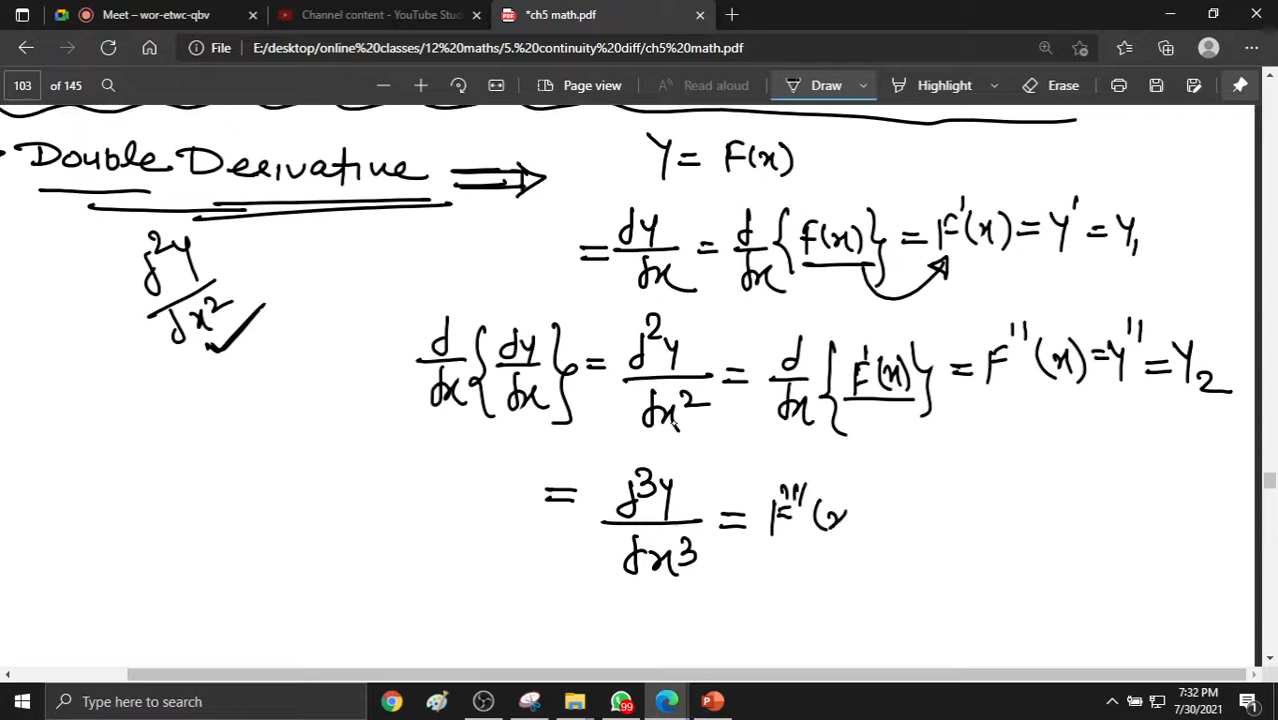 Meet – wor-etwc-qbv
Channel content - YouTube Stud
*ch5 math.pdf
File
E:/desktop/online%20classes/12%20maths/5.%20continuity%20diff/ch5%20math.pdf
103 of 145
Page view
Read aloud
Draw
Highlight
Erase
Double Derivative ⟹ Y = F(x)
= dy/dx = d/dx {f(x)} = F'(x) = Y' = Y₁
d²y/dx² ✓
d/dx {dy/dx} = d²y/dx² = d/dx {F'(x)} = F''(x) = Y'' = Y₂
= d³y/dx³ = F'''(x
Type here to search
99
7:32 PM
7/30/2021
1